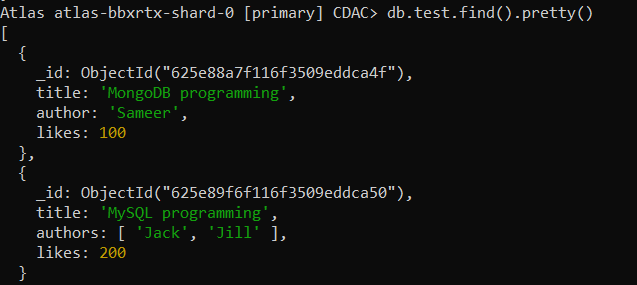 Atlas atlas-bbxrtx-shard-0 [primary] CDAC> db.test.find().pretty()
[
  {
    _id: ObjectId("625e88a7f116f3509eddca4f"),
    title: 'MongoDB programming',
    author: 'Sameer',
    likes: 100
  },
  {
    _id: ObjectId("625e89f6f116f3509eddca50"),
    title: 'MySQL programming',
    authors: [ 'Jack', 'Jill' ],
    likes: 200
  }